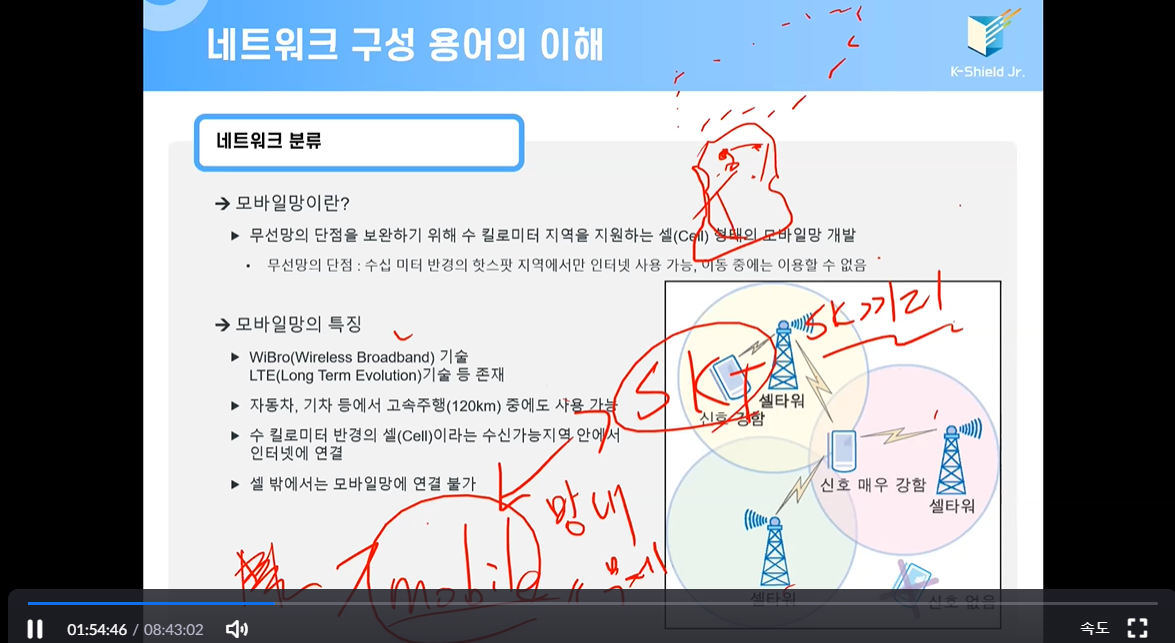 네트워크 구성 용어의 이해
K-Shield Jr.
네트워크 분류
➔ 모바일망이란?
▶ 무선망의 단점을 보완하기 위해 수 킬로미터 지역을 지원하는 셀(Cell) 형태의 모바일망 개발
• 무선망의 단점 : 수십 미터 반경의 핫스팟 지역에서만 인터넷 사용 가능, 이동 중에는 이용할 수 없음
➔ 모바일망의 특징
▶ WiBro(Wireless Broadband) 기술
LTE(Long Term Evolution)기술 등 존재
▶ 자동차, 기차 등에서 고속주행(120km) 중에도 사용 가능
▶ 수 킬로미터 반경의 셀(Cell)이라는 수신가능지역 안에서
인터넷에 연결
▶ 셀 밖에서는 모바일망에 연결 불가
SK끼리
SKT
셀타워
신호 강함
신호 매우 강함
셀타워
망내
mobile
셀타워
신호 없음
01:54:46 / 08:43:02
속도